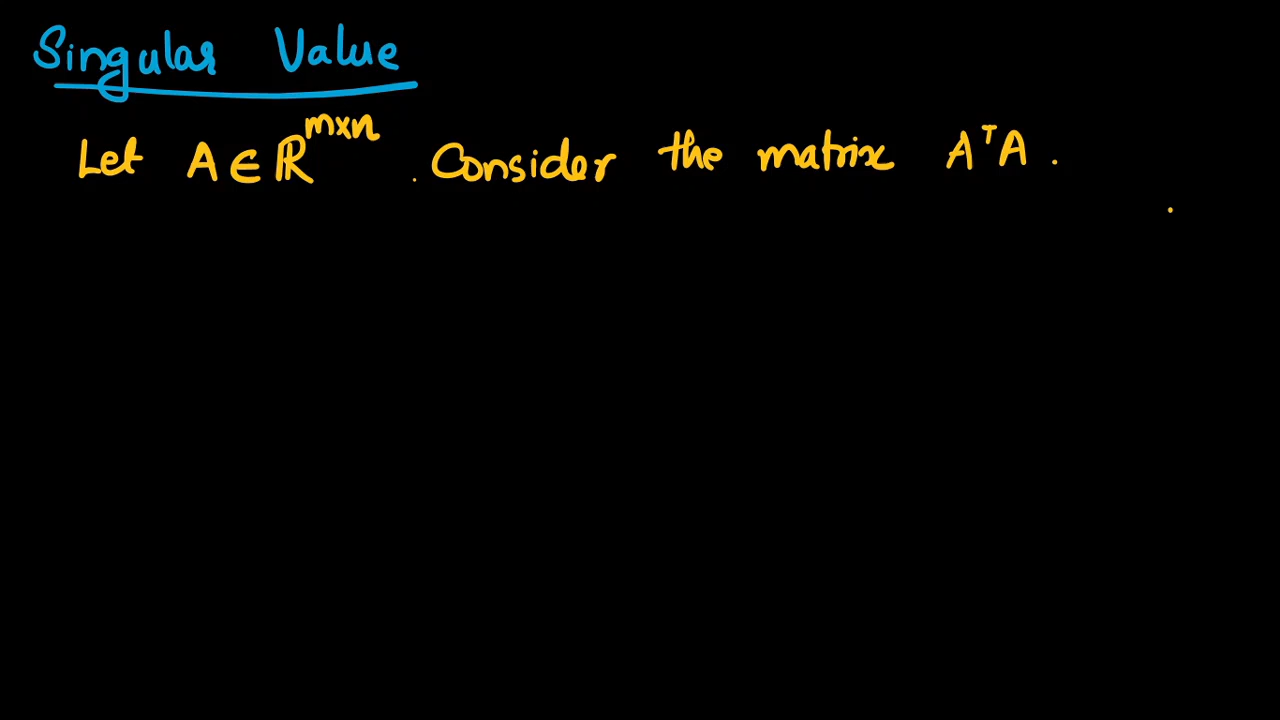 Singular Value
Let A ∈ ℝ^{m×n} . Consider the matrix AᵀA .